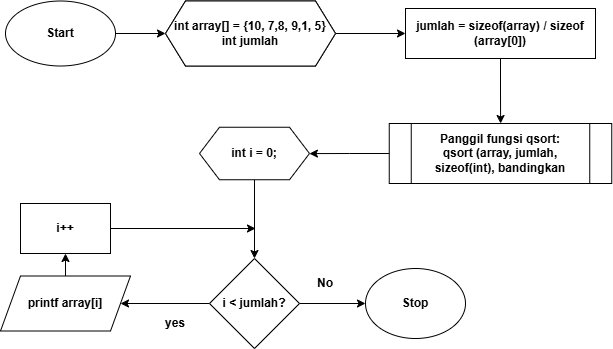 Start
int array[] = {10, 7,8, 9,1, 5}
int jumlah
jumlah = sizeof(array) / sizeof
(array[0])
Panggil fungsi qsort:
qsort (array, jumlah,
sizeof(int), bandingkan
int i = 0;
i++
printf array[i]
i < jumlah?
yes
No
Stop